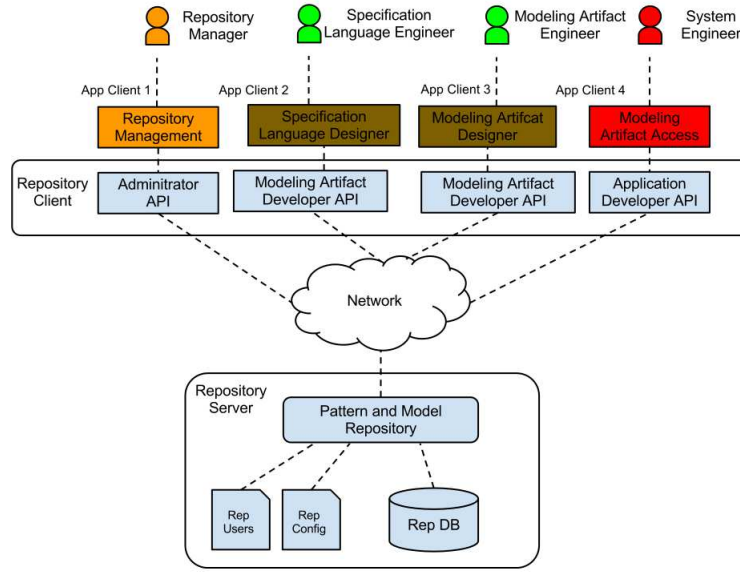 Repository
Manager
Specification
Language Engineer
Modeling Artifact
Engineer
System
Engineer
App Client 1
App Client 2
App Client 3
App Client 4
Repository
Management
Specification
Language Designer
Modeling Artifcat
Designer
Modeling
Artifact Access
Repository
Client
Adminitrator
API
Modeling Artifact
Developer API
Modeling Artifact
Developer API
Application
Developer API
Network
Repository
Server
Pattern and Model
Repository
Rep
Users
Rep
Config
Rep DB